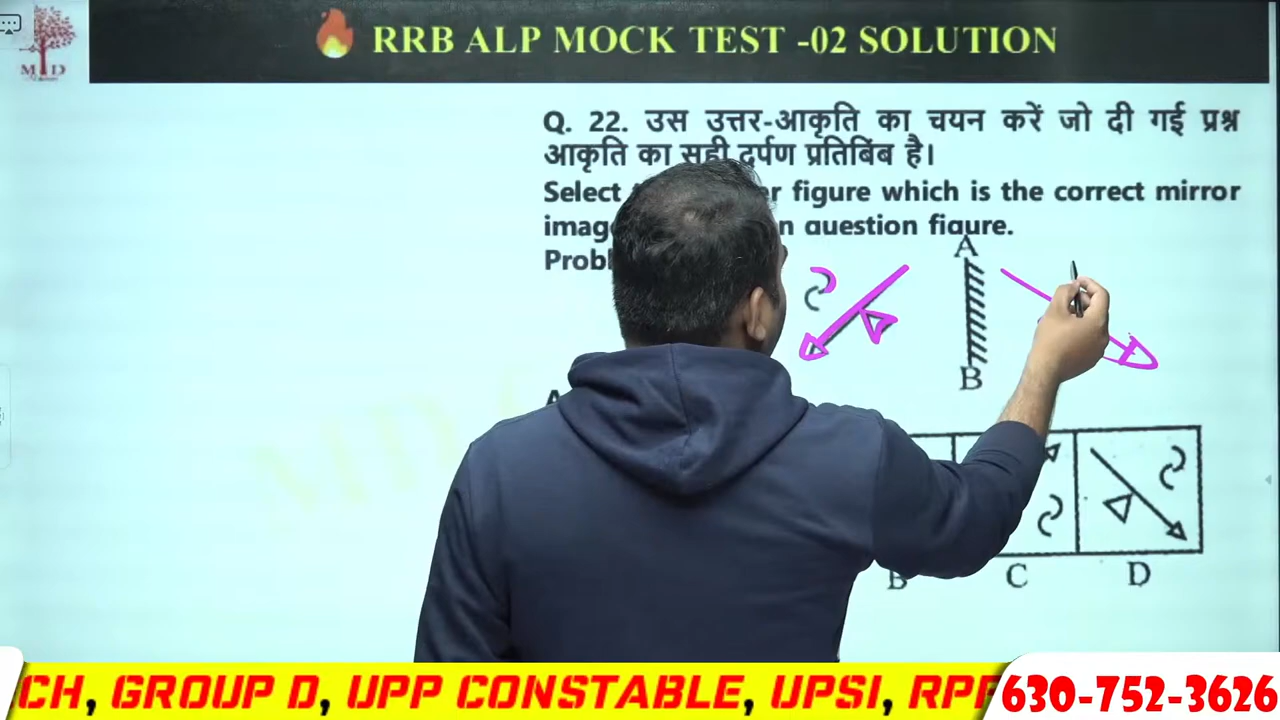 RRB ALP MOCK TEST -02 SOLUTION
M D
Q. 22. उस उत्तर-आकृति का चयन करें जो दी गई प्रश्न
आकृति का सही दर्पण प्रतिबिंब है।
Select figure which is the correct mirror
question figure.
A
B
B C D
CH, GROUP D, UPP CONSTABLE, UPSI, RPF
630-752-3626